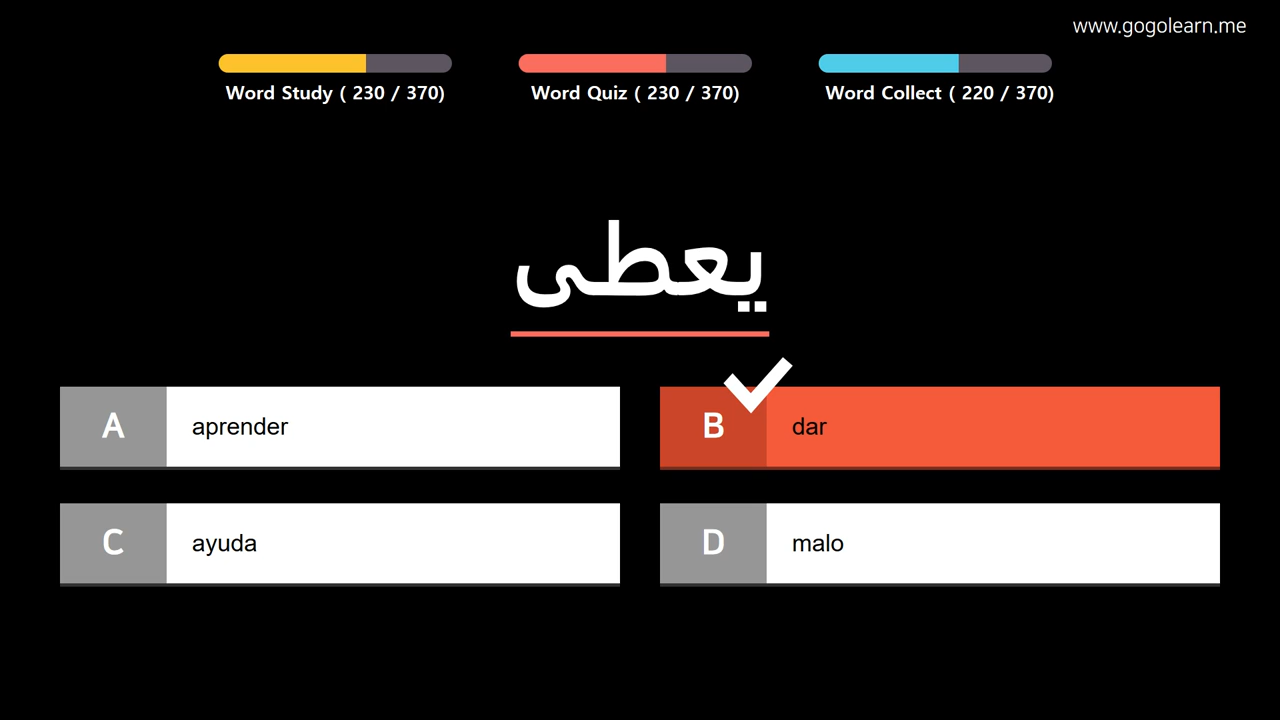 www.gogolearn.me
Word Study ( 230 / 370)
Word Quiz ( 230 / 370)
Word Collect ( 220 / 370)
يعطى
A aprender
B dar
C ayuda
D malo